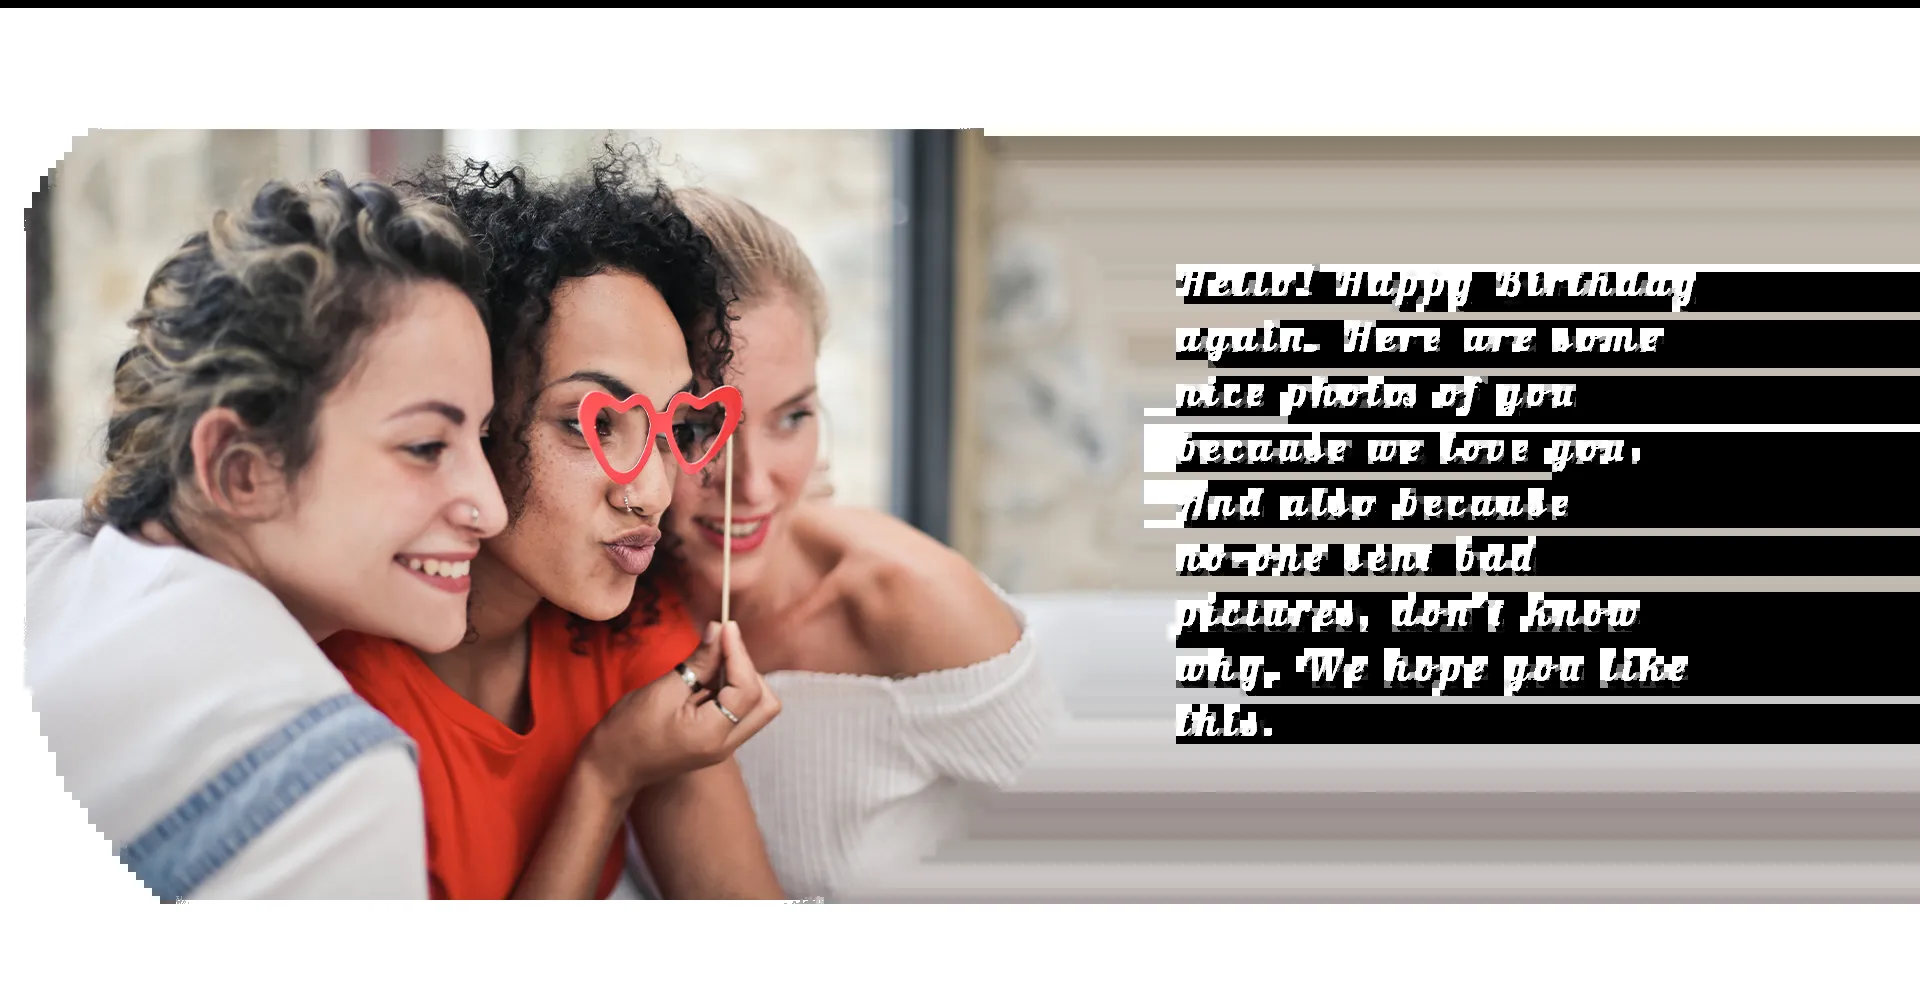 Hello! Happy Birthday
again. Here are some
nice photos of you
because we love you.
And also because
no-one sent bad
pictures, don't know
why. We hope you like
this.